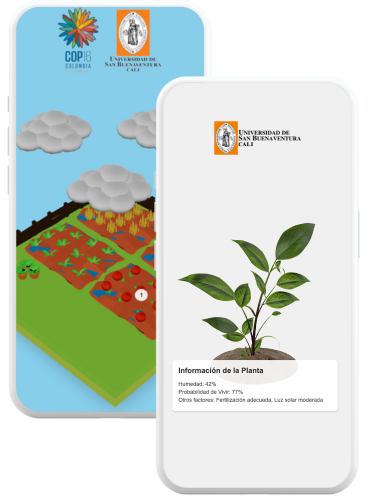 COP16
COLOMBIA
UNIVERSIDAD DE
SAN BUENAVENTURA
CALI
1
UNIVERSIDAD DE
SAN BUENAVENTURA
CALI
Información de la Planta
Humedad: 42%
Probabilidad de Vivir: 77%
Otros factores: Fertilización adecuada, Luz solar moderada